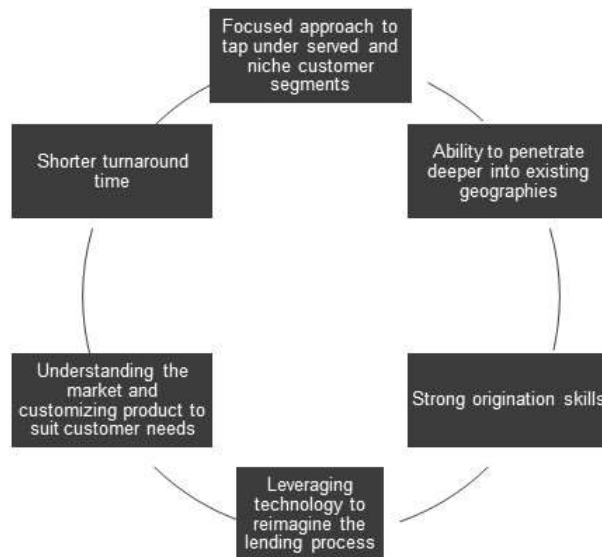 Focused approach to
tap under served and
niche customer
segments
Ability to penetrate
deeper into existing
geographies
Strong origination skills
Leveraging
technology to
reimagine the
lending process
Understanding the
market and
customizing product to
suit customer needs
Shorter turnaround
time